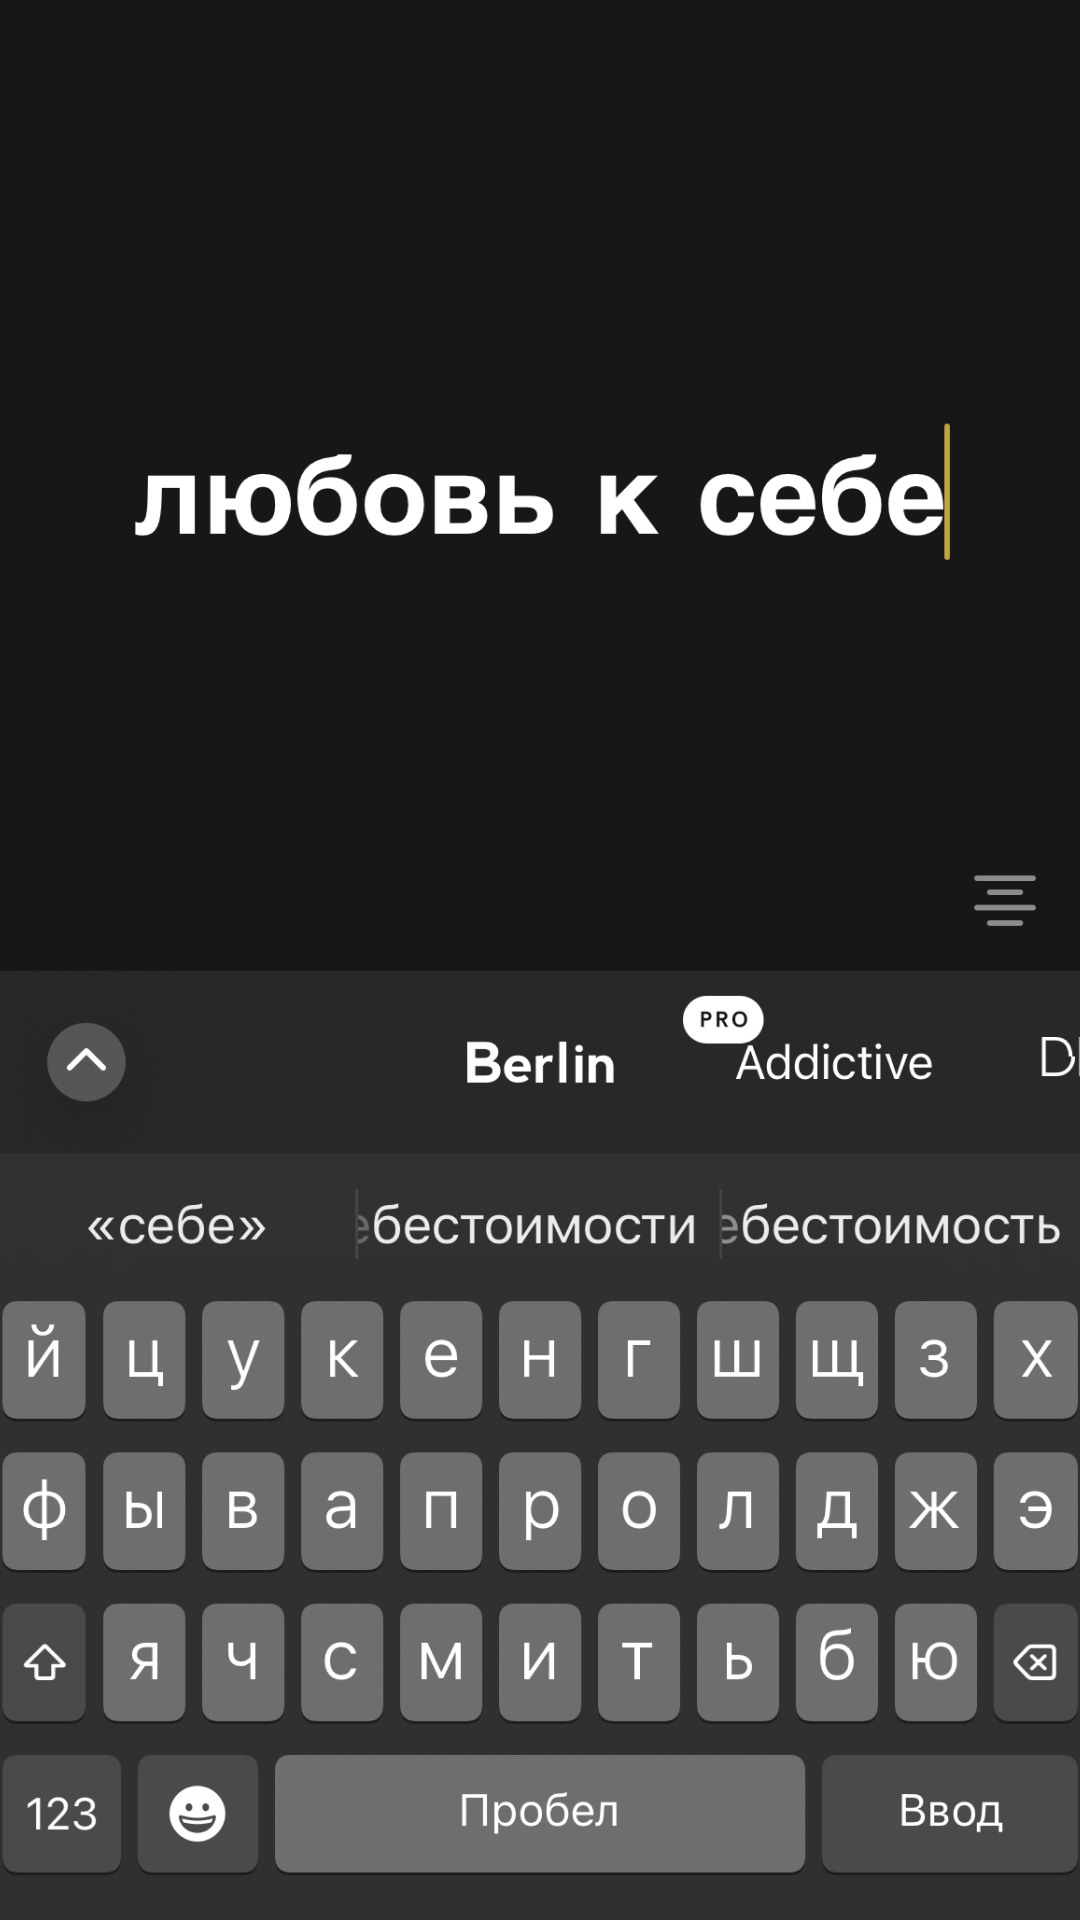 любовь к себе
PRO
Berlin Addictive
«себе» ебестоимости ебестоимость
й ц у к е н г ш щ з х
ф ы в а п р о л д ж э
я ч с м и т ь б ю
123 Пробел Ввод